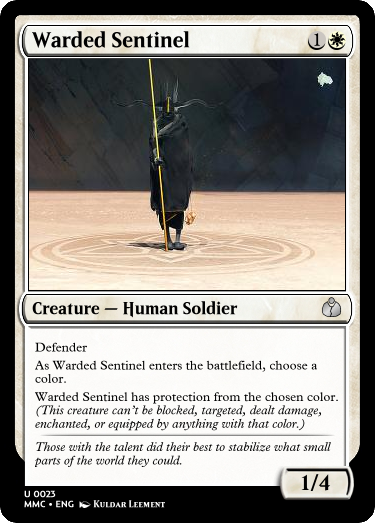 Warded Sentinel 1
Creature — Human Soldier
Defender
As Warded Sentinel enters the battlefield, choose a
color.
Warded Sentinel has protection from the chosen color.
(This creature can't be blocked, targeted, dealt damage,
enchanted, or equipped by anything with that color.)
Those with the talent did their best to stabilize what small
parts of the world they could.
1/4
U 0023
MMC • ENG KULDAR LEEMENT